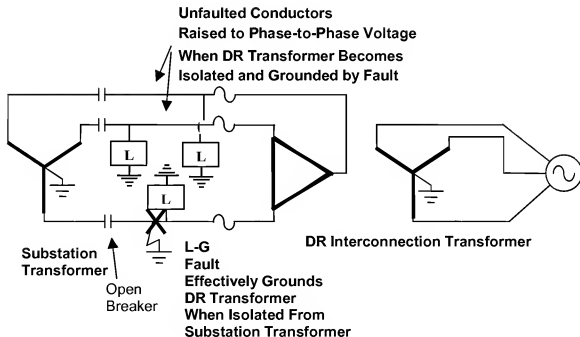 Unfaulted Conductors
Raised to Phase-to-Phase Voltage
When DR Transformer Becomes
Isolated and Grounded by Fault
L
L
L
Substation
Transformer
Open
Breaker
L-G
Fault
Effectively Grounds
DR Transformer
When Isolated From
Substation Transformer
DR Interconnection Transformer